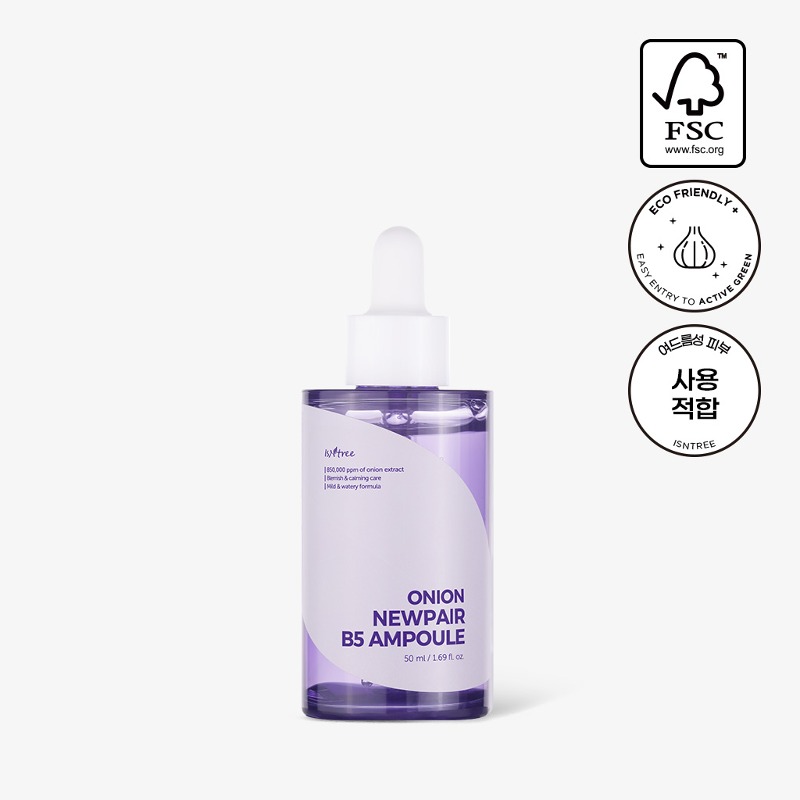 isntree
850,000 ppm of onion extract
Blemish & calming care
Mild & watery formula
ONION
NEWPAIR
B5 AMPOULE
50 ml / 1.69 fl. oz.
TM
FSC
www.fsc.org
ECO FRIENDLY +
EASY ENTRY TO ACTIVE GREEN
여드름성 피부
사용
적합
ISNTREE